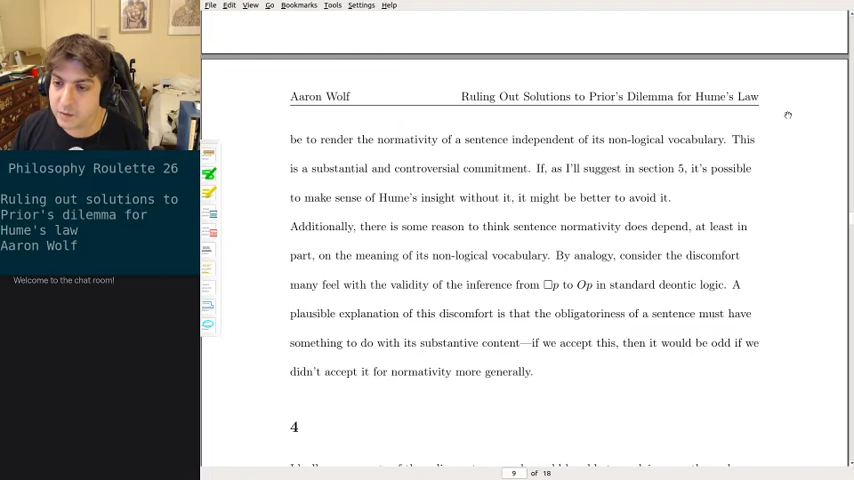 File Edit View Go Bookmarks Tools Settings Help
Aaron Wolf Ruling Out Solutions to Prior's Dilemma for Hume's Law
be to render the normativity of a sentence independent of its non-logical vocabulary. This
is a substantial and controversial commitment. If, as I'll suggest in section 5, it's possible
to make sense of Hume's insight without it, it might be better to avoid it.
Additionally, there is some reason to think sentence normativity does depend, at least in
part, on the meaning of its non-logical vocabulary. By analogy, consider the discomfort
many feel with the validity of the inference from □p to Op in standard deontic logic. A
plausible explanation of this discomfort is that the obligatoriness of a sentence must have
something to do with its substantive content—if we accept this, then it would be odd if we
didn't accept it for normativity more generally.
4
9 of 18
Philosophy Roulette 26
Ruling out solutions to
Prior's dilemma for
Hume's law
Aaron Wolf
Welcome to the chat room!